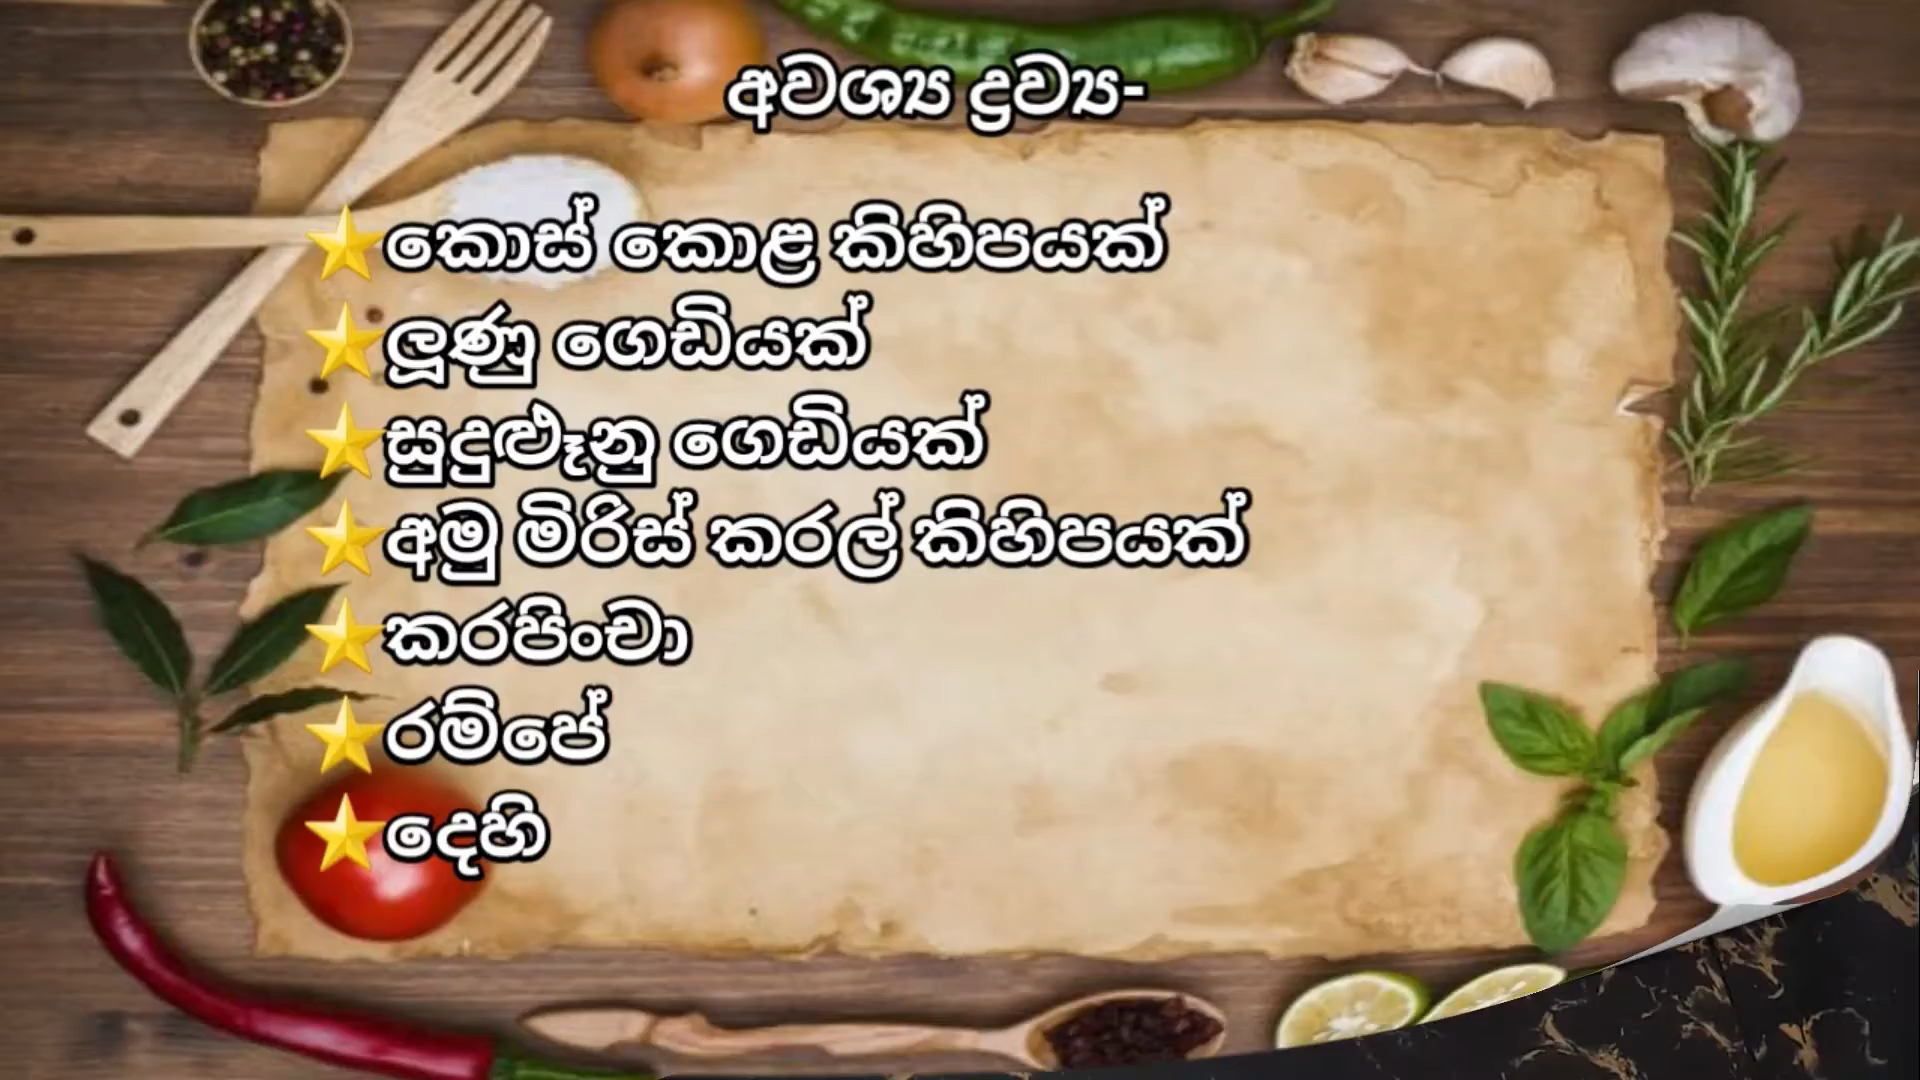 අවශ්‍ය ද්‍රව්‍ය-
⭐කොස් කොළ කිහිපයක්
⭐ලූණු ගෙඩියක්
⭐සුදුළූනු ගෙඩියක්
⭐අමු මිරිස් කරල් කිහිපයක්
⭐කරපිංචා
⭐රම්පේ
⭐දෙහි